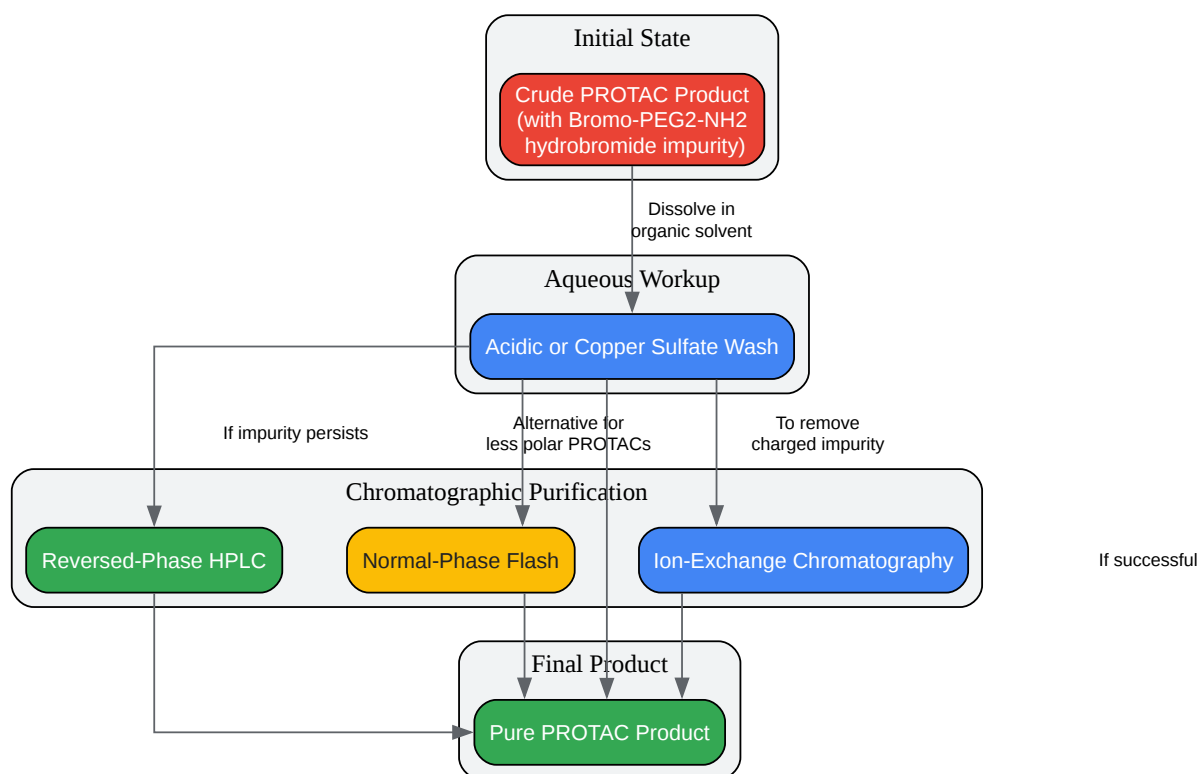 Initial State
Crude PROTAC Product
(with Bromo-PEG2-NH2
hydrobromide impurity)
Dissolve in
organic solvent
Aqueous Workup
Acidic or Copper Sulfate Wash
If impurity persists
Alternative for
less polar PROTACs
To remove
charged impurity
Chromatographic Purification
Reversed-Phase HPLC
Normal-Phase Flash
Ion-Exchange Chromatography
If successful
Final Product
Pure PROTAC Product